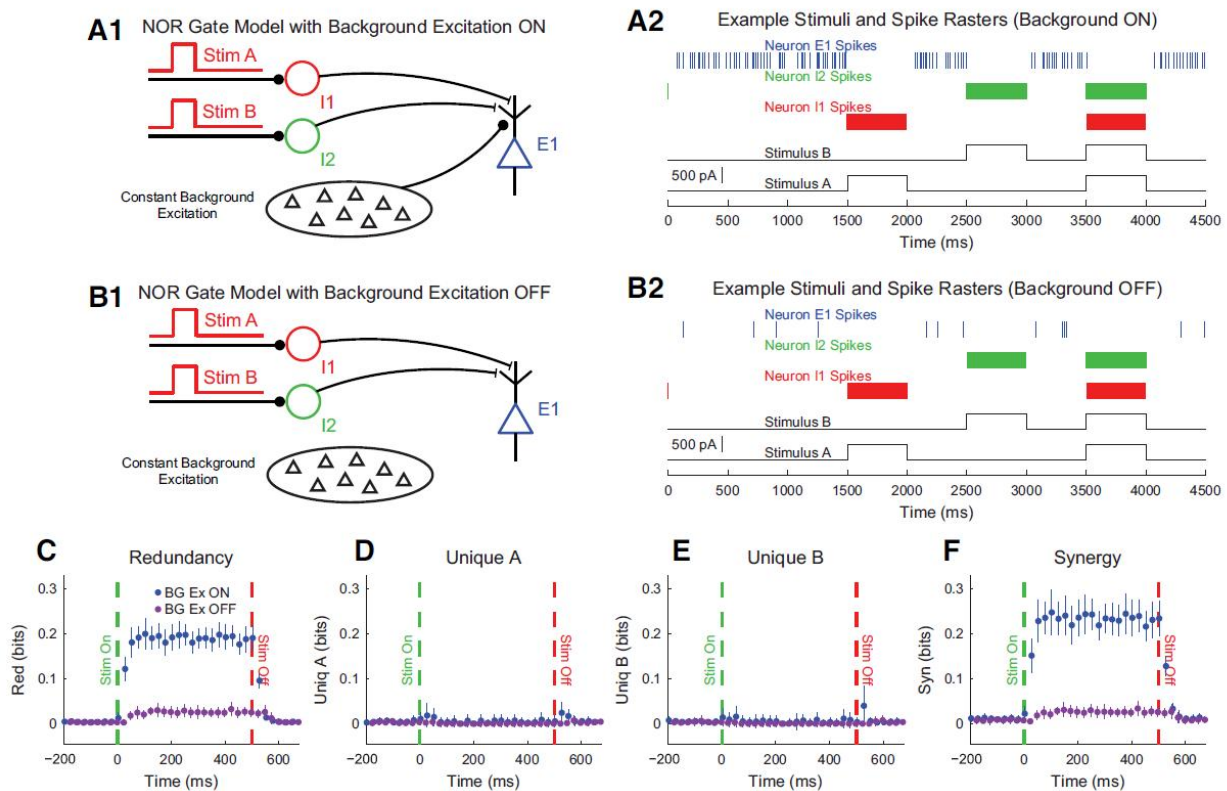 A1
NOR Gate Model with Background Excitation ON
Stim A
I1
Stim B
I2
E1
Constant Background
Excitation
A2
Example Stimuli and Spike Rasters (Background ON)
Neuron E1 Spikes
Neuron I2 Spikes
Neuron I1 Spikes
Stimulus B
500 pA
Stimulus A
0 500 1000 1500 2000 2500 3000 3500 4000 4500
Time (ms)
B1
NOR Gate Model with Background Excitation OFF
Stim A
I1
Stim B
I2
E1
Constant Background
Excitation
B2
Example Stimuli and Spike Rasters (Background OFF)
Neuron E1 Spikes
Neuron I2 Spikes
Neuron I1 Spikes
Stimulus B
500 pA
Stimulus A
0 500 1000 1500 2000 2500 3000 3500 4000 4500
Time (ms)
C
Redundancy
BG Ex ON
BG Ex OFF
Stim On
Stim Off
Red (bits)
0.3
0.2
0.1
0
−200 0 200 400 600
Time (ms)
D
Unique A
Stim On
Stim Off
Uniq A (bits)
0.3
0.2
0.1
0
−200 0 200 400 600
Time (ms)
E
Unique B
Stim On
Stim Off
Uniq B (bits)
0.3
0.2
0.1
0
−200 0 200 400 600
Time (ms)
F
Synergy
Stim On
Stim Off
Syn (bits)
0.3
0.2
0.1
0
−200 0 200 400 600
Time (ms)